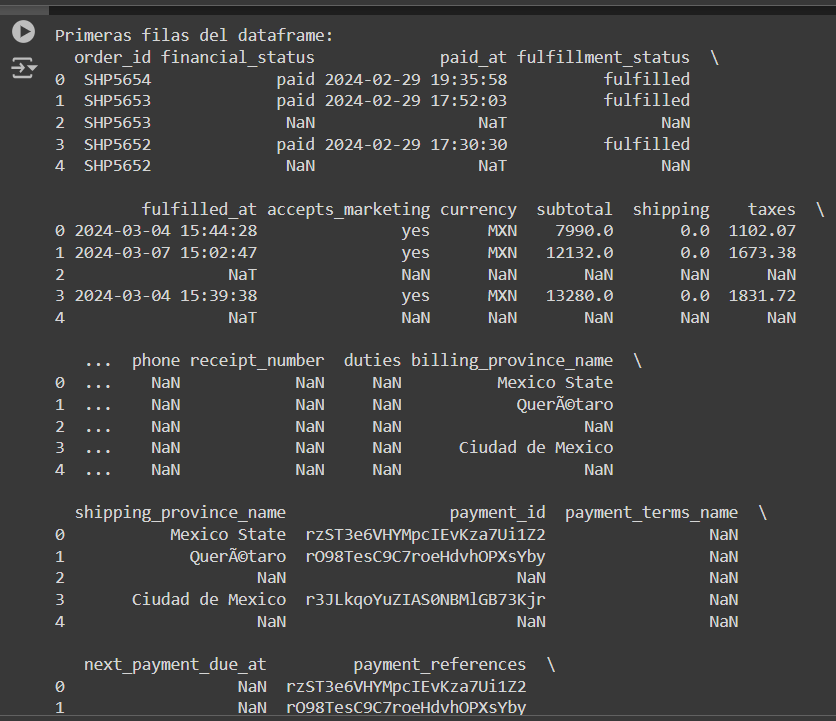 Primeras filas del dataframe:
order_id financial_status paid_at fulfillment_status \
0 SHP5654 paid 2024-02-29 19:35:58 fulfilled
1 SHP5653 paid 2024-02-29 17:52:03 fulfilled
2 SHP5653 NaN NaT NaN
3 SHP5652 paid 2024-02-29 17:30:30 fulfilled
4 SHP5652 NaN NaT NaN
fulfilled_at accepts_marketing currency subtotal shipping taxes \
0 2024-03-04 15:44:28 yes MXN 7990.0 0.0 1102.07
1 2024-03-07 15:02:47 yes MXN 12132.0 0.0 1673.38
2 NaT NaN NaN NaN NaN NaN
3 2024-03-04 15:39:38 yes MXN 13280.0 0.0 1831.72
4 NaT NaN NaN NaN NaN NaN
... phone receipt_number duties billing_province_name \
0 ... NaN NaN NaN Mexico State
1 ... NaN NaN NaN QuerÃ©taro
2 ... NaN NaN NaN NaN
3 ... NaN NaN NaN Ciudad de Mexico
4 ... NaN NaN NaN NaN
shipping_province_name payment_id payment_terms_name \
0 Mexico State rzST3e6VHYMpcIEvKza7Ui1Z2 NaN
1 QuerÃ©taro rO98TesC9C7roeHdvhOPXsYby NaN
2 NaN NaN NaN
3 Ciudad de Mexico r3JLkqoYuZIAS0NBMlGB73Kjr NaN
4 NaN NaN NaN
next_payment_due_at payment_references \
0 NaN rzST3e6VHYMpcIEvKza7Ui1Z2
1 NaN rO98TesC9C7roeHdvhOPXsYby